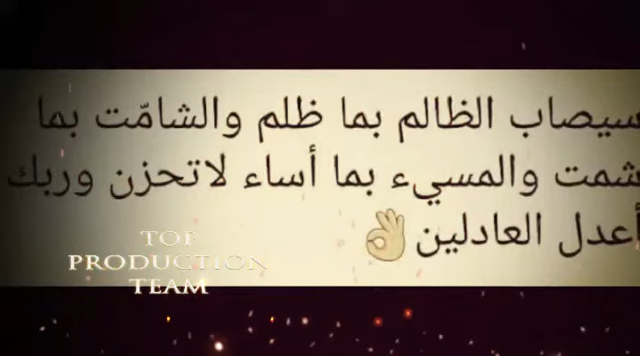 سيصاب الظالم بما ظلم والشامّت بما
شمت والمسيء بما أساء لاتحزن وربك
أعدل العادلين👌
TOP
PRODUCTION
TEAM